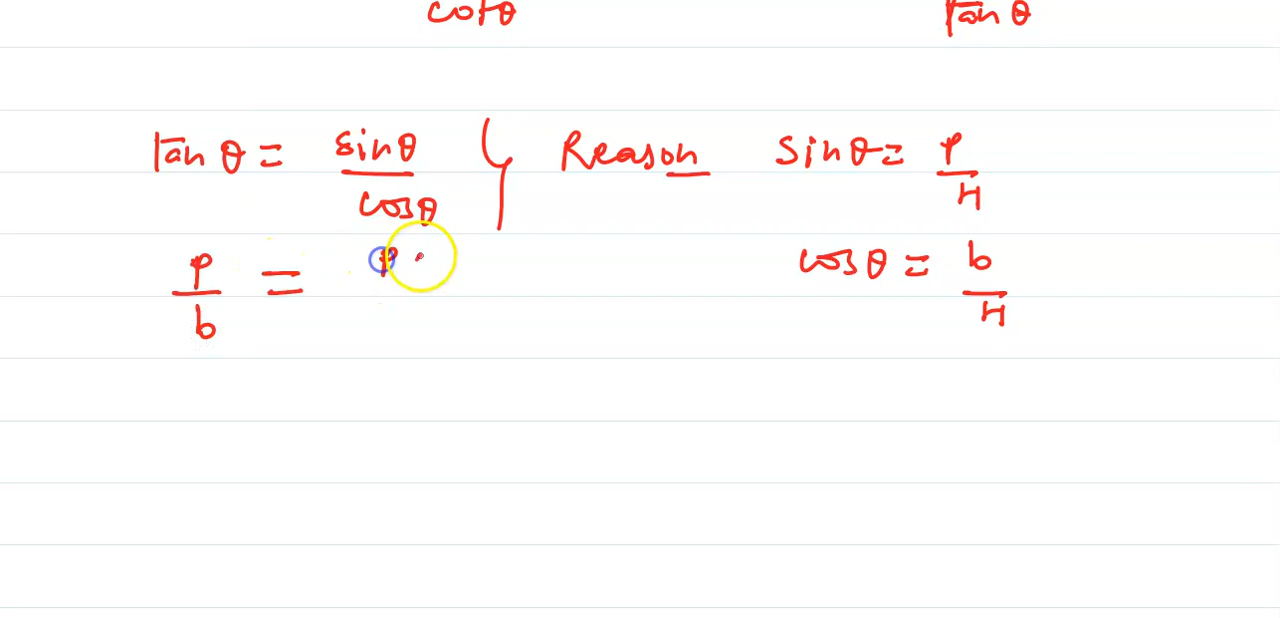 cotθ tanθ
tanθ = sinθ/cosθ Reason sinθ = P/H
P/b = P cosθ = b/H